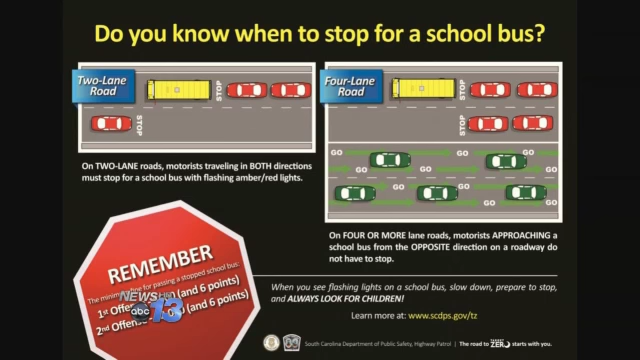 Do you know when to stop for a school bus?
Two-Lane
Road
STOP
STOP
On TWO-LANE roads, motorists traveling in BOTH directions
must stop for a school bus with flashing amber/red lights.
Four-Lane
Road
STOP
STOP
GO GO GO
GO GO
GO GO GO
On FOUR OR MORE lane roads, motorists APPROACHING a
school bus from the OPPOSITE direction on a roadway do
not have to stop.
REMEMBER
The minimum fine for passing a stopped school bus:
1st (and 6 points)
2nd (and 6 points)
NEWS
abc 13
When you see flashing lights on a school bus, slow down, prepare to stop,
and ALWAYS LOOK FOR CHILDREN!
Learn more at: www.scdps.gov/tz
South Carolina Department of Public Safety, Highway Patrol | The road to TARGET ZERO starts with you.